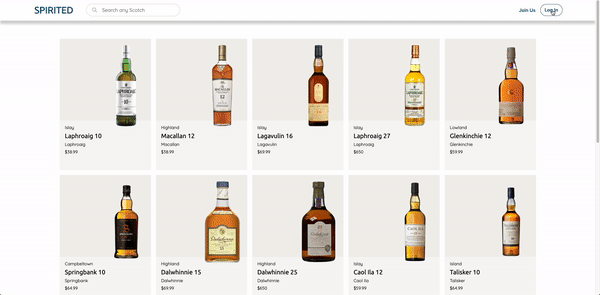 SPIRITED
Search any Scotch
Join Us
Log In
Islay
Laphroaig 10
Laphroaig
$38.99
Highland
Macallan 12
Macallan
$38.99
Islay
Lagavulin 16
Lagavulin
$69.99
Islay
Laphroaig 27
Laphroaig
$650
Lowland
Glenkinchie 12
Glenkinchie
$59.99
Campbeltown
Springbank 10
Springbank
$64.99
Highland
Dalwhinnie 15
Dalwhinnie
$69.99
Highland
Dalwhinnie 25
Dalwhinnie
$650
Islay
Caol Ila 12
Caol Ila
$59.99
Island
Talisker 10
Talisker
$64.99